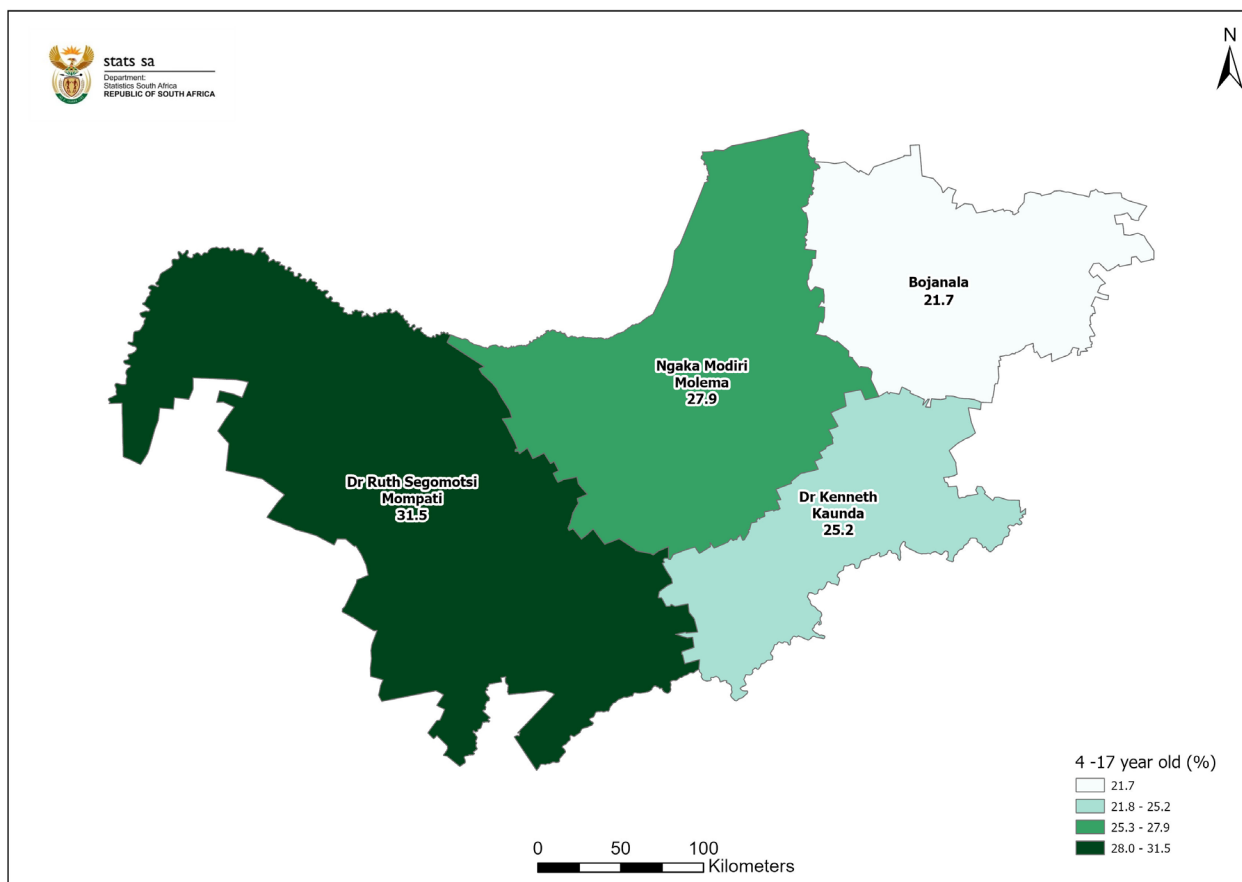 stats sa
Department:
Statistics South Africa
REPUBLIC OF SOUTH AFRICA
N
Bojanala
21.7
Ngaka Modiri
Molema
27.9
Dr Ruth Segomotsi
Mompati
31.5
Dr Kenneth
Kaunda
25.2
4 -17 year old (%)
21.7
21.8 - 25.2
25.3 - 27.9
28.0 - 31.5
0 50 100
Kilometers